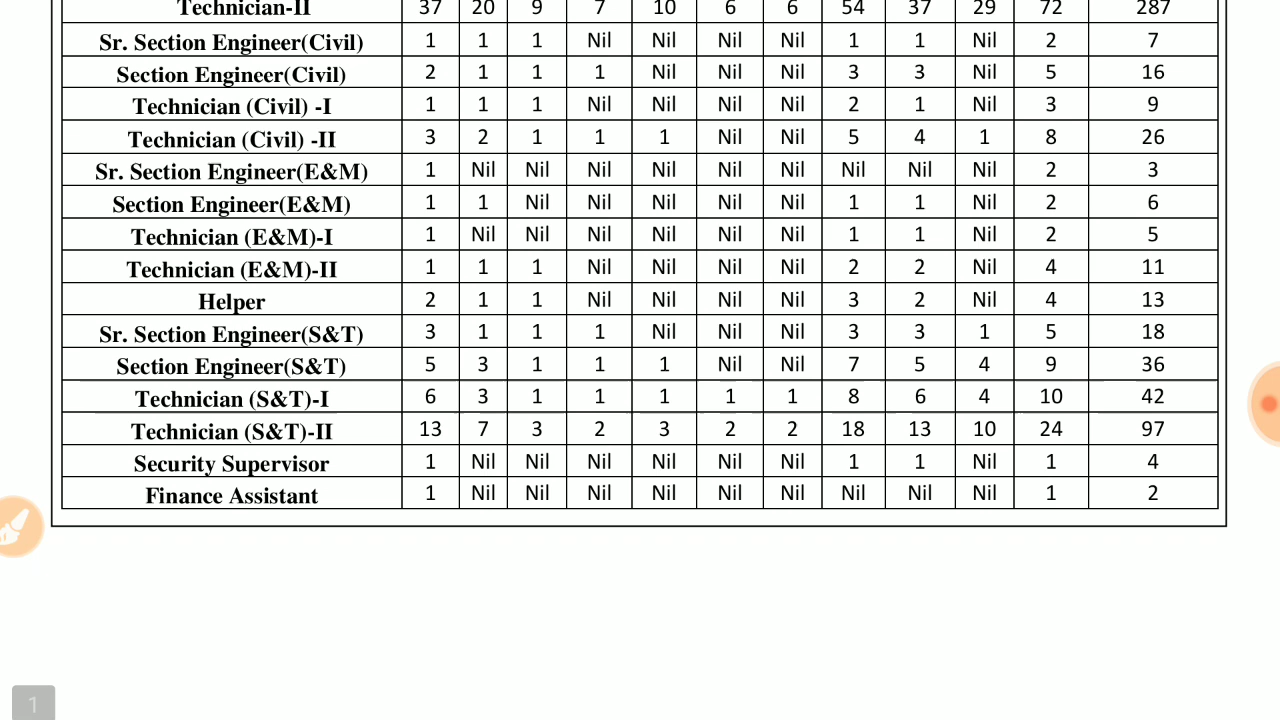 Technician-II 37 20 9 7 10 6 6 54 37 29 72 287
Sr. Section Engineer(Civil) 1 1 1 Nil Nil Nil Nil 1 1 Nil 2 7
Section Engineer(Civil) 2 1 1 1 Nil Nil Nil 3 3 Nil 5 16
Technician (Civil) -I 1 1 1 Nil Nil Nil Nil 2 1 Nil 3 9
Technician (Civil) -II 3 2 1 1 1 Nil Nil 5 4 1 8 26
Sr. Section Engineer(E&M) 1 Nil Nil Nil Nil Nil Nil Nil Nil Nil 2 3
Section Engineer(E&M) 1 1 Nil Nil Nil Nil Nil 1 1 Nil 2 6
Technician (E&M)-I 1 Nil Nil Nil Nil Nil Nil 1 1 Nil 2 5
Technician (E&M)-II 1 1 1 Nil Nil Nil Nil 2 2 Nil 4 11
Helper 2 1 1 Nil Nil Nil Nil 3 2 Nil 4 13
Sr. Section Engineer(S&T) 3 1 1 1 Nil Nil Nil 3 3 1 5 18
Section Engineer(S&T) 5 3 1 1 1 Nil Nil 7 5 4 9 36
Technician (S&T)-I 6 3 1 1 1 1 1 8 6 4 10 42
Technician (S&T)-II 13 7 3 2 3 2 2 18 13 10 24 97
Security Supervisor 1 Nil Nil Nil Nil Nil Nil 1 1 Nil 1 4
Finance Assistant 1 Nil Nil Nil Nil Nil Nil Nil Nil Nil 1 2
1